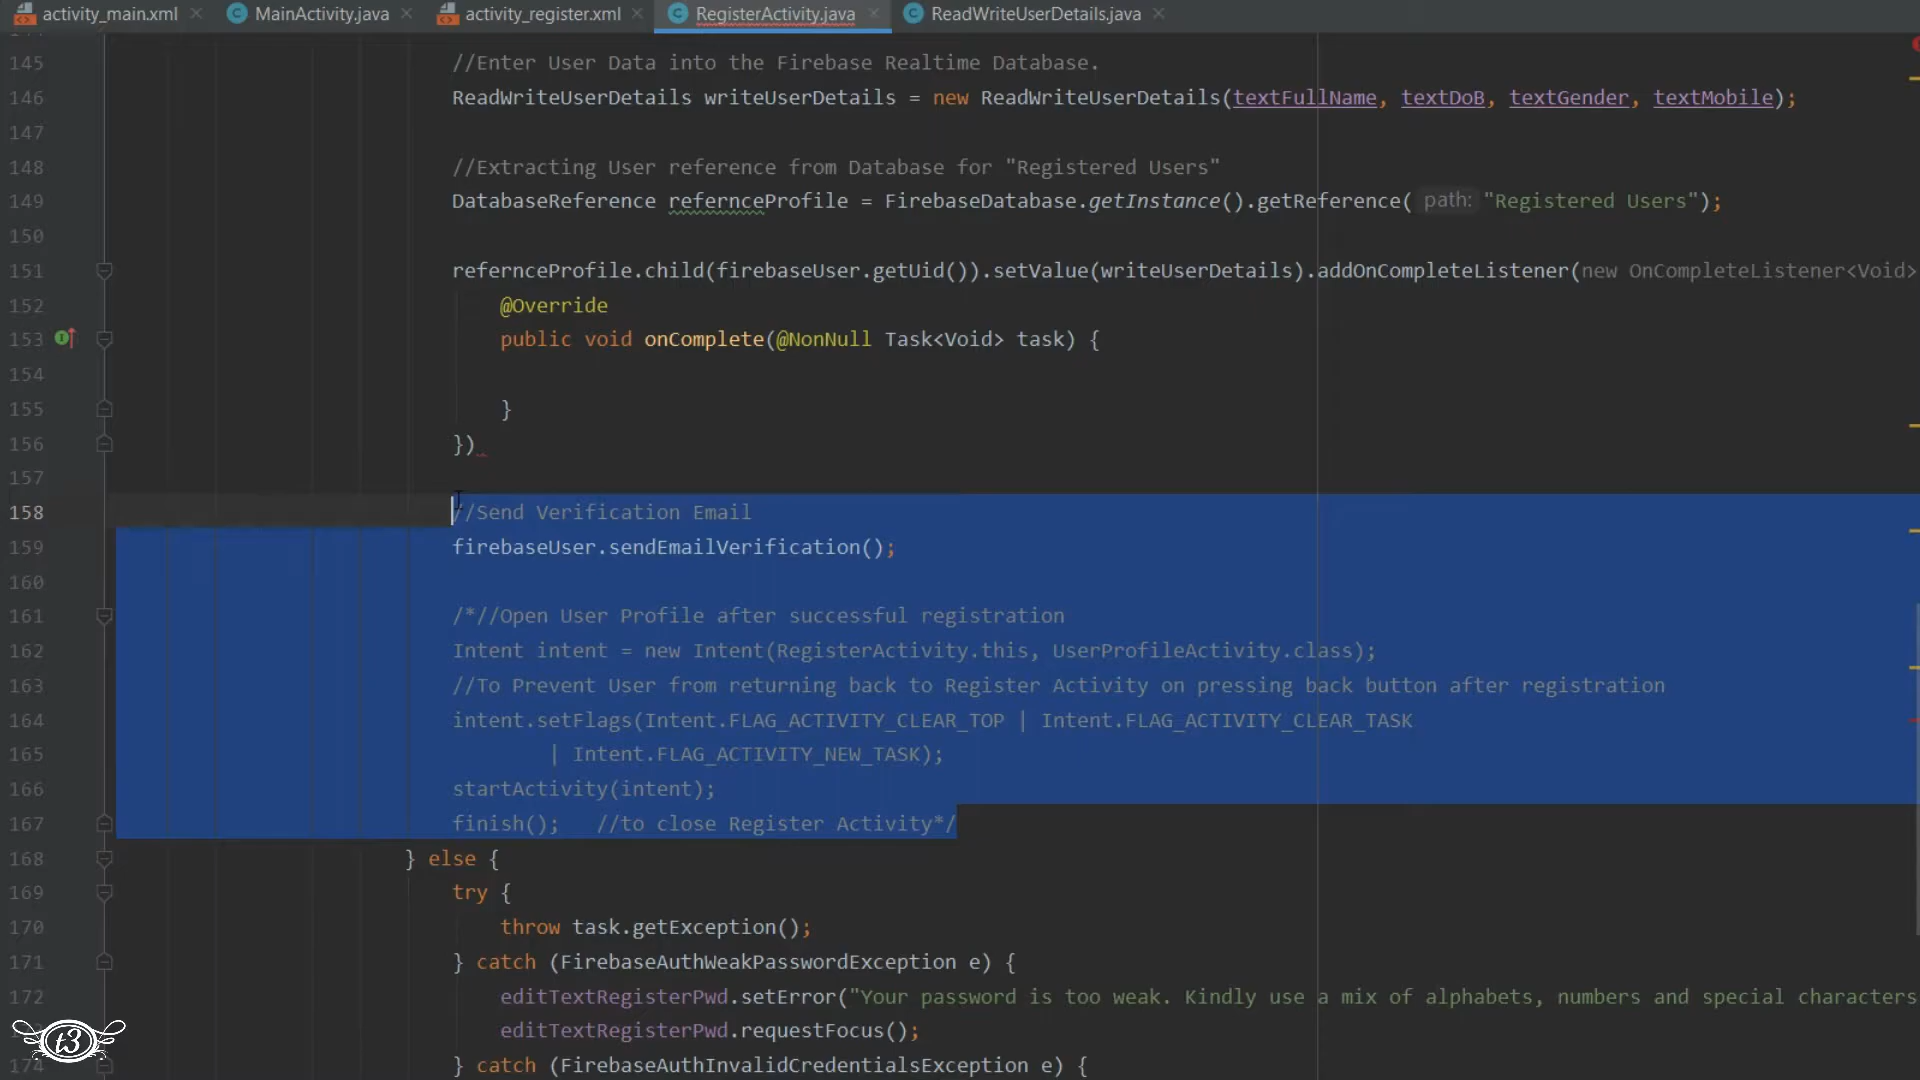 activity_main.xml MainActivity.java activity_register.xml RegisterActivity.java ReadWriteUserDetails.java
145 //Enter User Data into the Firebase Realtime Database.
146 ReadWriteUserDetails writeUserDetails = new ReadWriteUserDetails(textFullName, textDoB, textGender, textMobile);
147
148 //Extracting User reference from Database for "Registered Users"
149 DatabaseReference refernceProfile = FirebaseDatabase.getInstance().getReference( path: "Registered Users");
150
151 refernceProfile.child(firebaseUser.getUid()).setValue(writeUserDetails).addOnCompleteListener(new OnCompleteListener<Void>
152 @Override
153 public void onComplete(@NonNull Task<Void> task) {
154
155 }
156 })
157
158 //Send Verification Email
159 firebaseUser.sendEmailVerification();
160
161 /*//Open User Profile after successful registration
162 Intent intent = new Intent(RegisterActivity.this, UserProfileActivity.class);
163 //To Prevent User from returning back to Register Activity on pressing back button after registration
164 intent.setFlags(Intent.FLAG_ACTIVITY_CLEAR_TOP | Intent.FLAG_ACTIVITY_CLEAR_TASK
165 | Intent.FLAG_ACTIVITY_NEW_TASK);
166 startActivity(intent);
167 finish(); //to close Register Activity*/
168 } else {
169 try {
170 throw task.getException();
171 } catch (FirebaseAuthWeakPasswordException e) {
172 editTextRegisterPwd.setError("Your password is too weak. Kindly use a mix of alphabets, numbers and special characters
editTextRegisterPwd.requestFocus();
174 } catch (FirebaseAuthInvalidCredentialsException e) {
t3